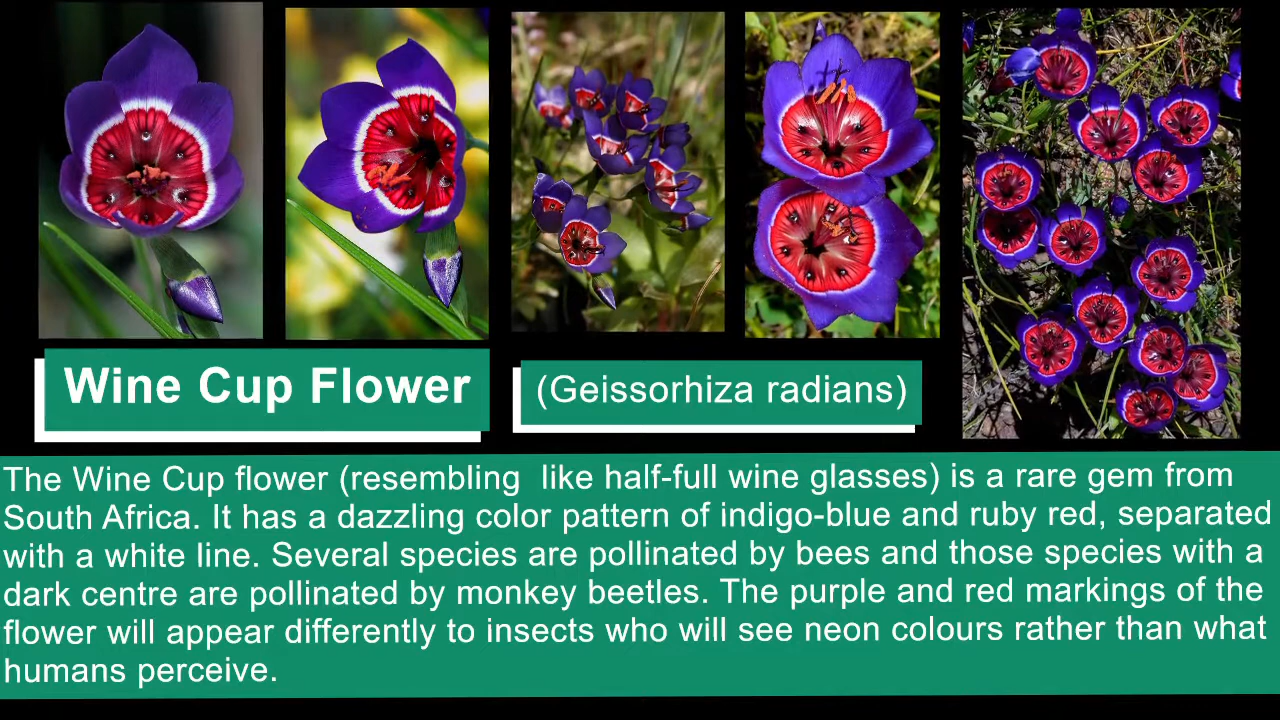 Wine Cup Flower
(Geissorhiza radians)
The Wine Cup flower (resembling  like half-full wine glasses) is a rare gem from
South Africa. It has a dazzling color pattern of indigo-blue and ruby red, separated
with a white line. Several species are pollinated by bees and those species with a
dark centre are pollinated by monkey beetles. The purple and red markings of the
flower will appear differently to insects who will see neon colours rather than what
humans perceive.